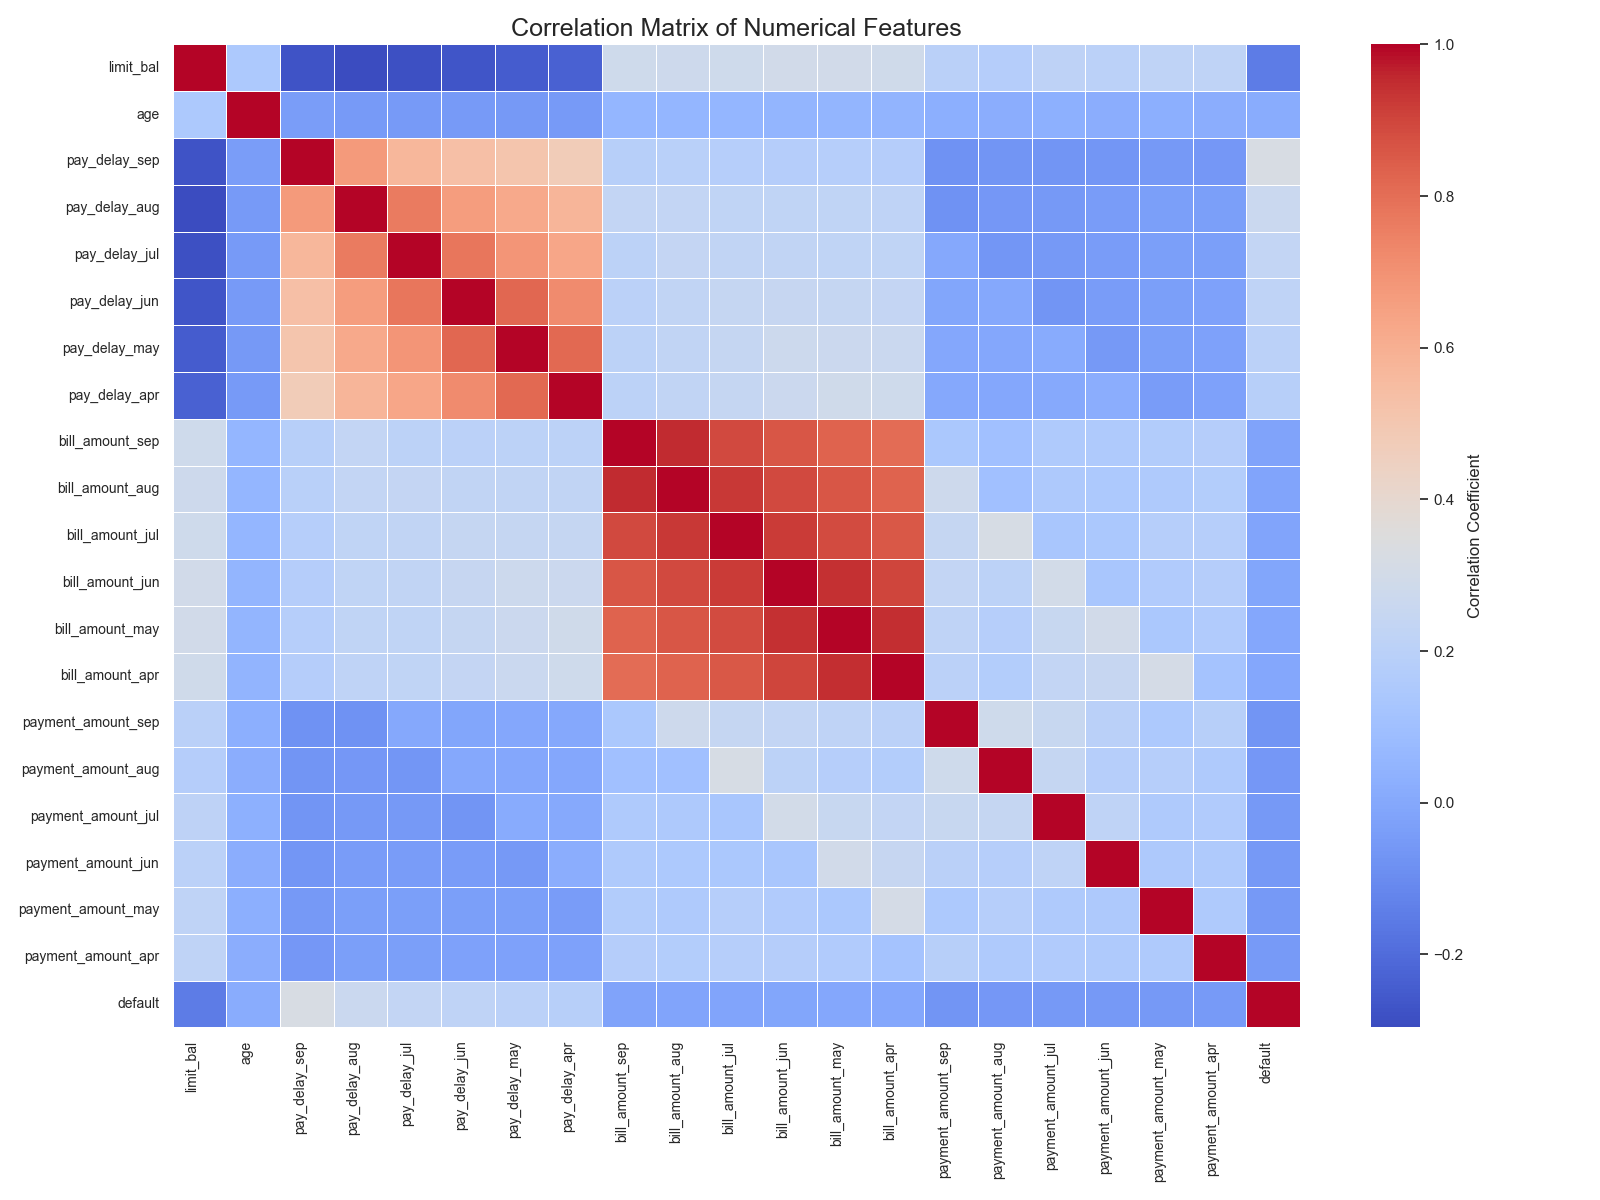 Correlation Matrix of Numerical Features
limit_bal
age
pay_delay_sep
pay_delay_aug
pay_delay_jul
pay_delay_jun
pay_delay_may
pay_delay_apr
bill_amount_sep
bill_amount_aug
bill_amount_jul
bill_amount_jun
bill_amount_may
bill_amount_apr
payment_amount_sep
payment_amount_aug
payment_amount_jul
payment_amount_jun
payment_amount_may
payment_amount_apr
default
limit_bal
age
pay_delay_sep
pay_delay_aug
pay_delay_jul
pay_delay_jun
pay_delay_may
pay_delay_apr
bill_amount_sep
bill_amount_aug
bill_amount_jul
bill_amount_jun
bill_amount_may
bill_amount_apr
payment_amount_sep
payment_amount_aug
payment_amount_jul
payment_amount_jun
payment_amount_may
payment_amount_apr
default
1.0
0.8
0.6
0.4
0.2
0.0
−0.2
Correlation Coefficient